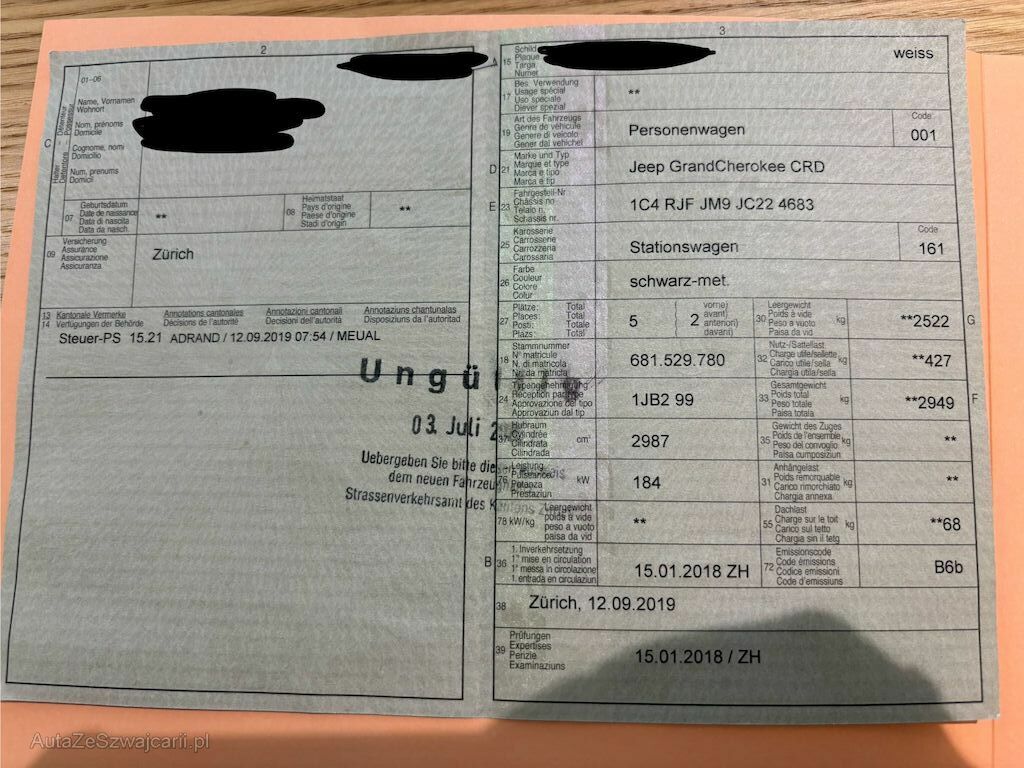 2
01-06
Name, Vornamen
Wohnort
Nom, prénoms
Domicile
Cognome, nomi
Domicilio
Num, prenums
Domicil
C
Halter
Détenteur
Detentore
Possessur
07
Geburtsdatum
Date de naissance
Data di nascita
Data da nasch.
**
08
Heimatstaat
Pays d'origine
Paese d'origine
Stadi d'origin
**
09
Versicherung
Assurance
Assicurazione
Assicuranza
Zürich
13 Kantonale Vermerke Annotations cantonales Annotazioni cantonali Annotaziuns chantunalas
14 Verfügungen der Behörde Décisions de l'autorité Decisioni dell'autorità Disposiziuns da l'autoritad
Steuer-PS 15.21 ADRAND / 12.09.2019 07:54 / MEUAL
Ungü
03. Juli 2
Uebergeben Sie bitte die
dem neuen Fahrzeu
Strassenverkehrsamt des Kantons
3
A 15
Schild
Plaque
Targa
Numer
weiss
17
Bes. Verwendung
Usage spécial
Uso speciale
Diever spezial
**
19
Art des Fahrzeugs
Genre de véhicule
Genere di veicolo
Gener dal vehichel
Personenwagen
Code
001
D 21
Marke und Typ
Marque et type
Marca e tipo
Marca e tip
Jeep GrandCherokee CRD
E 23
Fahrgestell-Nr
Châssis no
Telaio n.
Schassis nr.
1C4 RJF JM9 JC22 4683
25
Karosserie
Carrosserie
Carrozzeria
Carossaria
Stationswagen
Code
161
26
Farbe
Couleur
Colore
Colur
schwarz-met.
27
Plätze: Total
Places: Total
Posti: Totale
Plazs: Total
5
2
vorne)
avant)
anteriori)
davant)
30
Leergewicht
Poids à vide
Peso a vuoto
Paisa da vid
kg
**2522
G
18
Stammnummer
N° matricule
N. di matricola
Nr. da matricla
681.529.780
32
Nutz-/Sattellast
Charge utile/sellette
Carico utile/sella
Chargia utila/sella
kg
**427
24
Typengenehmigung
Réception par type
Approvazione del tipo
Approvaziun dal tip
1JB2 99
33
Gesamtgewicht
Poids total
Peso totale
Paisa totala
kg
**2949
F
37
Hubraum
Cylindrée
Cilindrata
Cilindrada
cm³
2987
35
Gewicht des Zuges
Poids de l'ensemble
Peso del convoglio
Paisa cumposiziun
kg
**
76
Leistung
Puissance
Potenza
Prestaziun
kW
184
31
Anhängelast
Poids remorquable
Carico rimorchiato
Chargia annexa
kg
**
78 kW/kg
Leergewicht
poids à vide
peso a vuoto
paisa da vid
**
55
Dachlast
Charge sur le toit
Carico sul tetto
Chargia sin il tetg
kg
**68
B 36
1. Inverkehrsetzung
1re mise en circulation
1a messa in circolazione
1. entrada en circulaziun
15.01.2018 ZH
72
Emissionscode
Code émissions
Codice emissioni
Code d'emissiuns
B6b
38
Zürich, 12.09.2019
39
Prüfungen
Expertises
Perizie
Examinaziuns
15.01.2018 / ZH
AutaZeSzwajcarii.pl